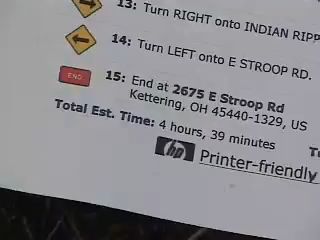 13: Turn RIGHT onto INDIAN RIPP
14: Turn LEFT onto E STROOP RD.
END 15: End at 2675 E Stroop Rd
Kettering, OH 45440-1329, US
Total Est. Time: 4 hours, 39 minutes
hp Printer-friendly